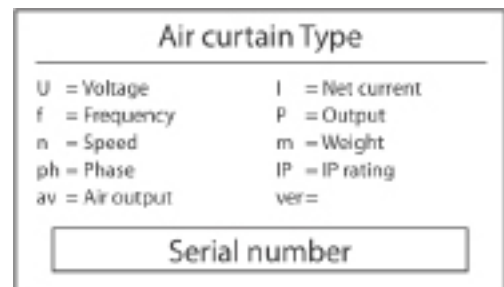 Air curtain Type
U = Voltage I = Net current
f = Frequency P = Output
n = Speed m = Weight
ph = Phase IP = IP rating
av = Air output ver=
Serial number